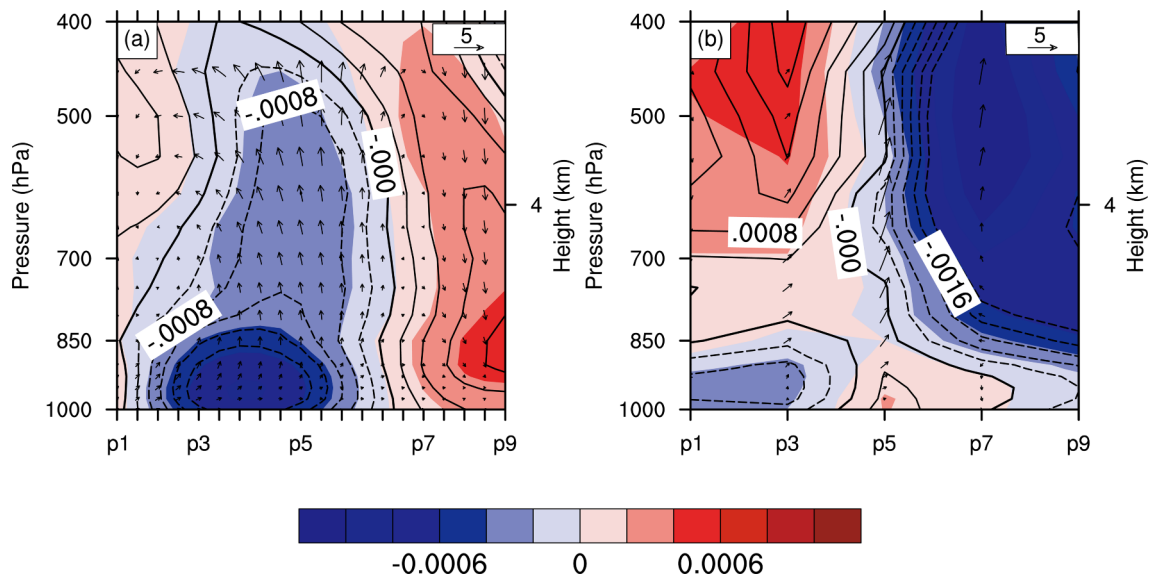 (a)
5
400
500
700
850
1000
Pressure (hPa)
-.0008
-.000
-.0008
4
Height (km)
p1
p3
p5
p7
p9
(b)
5
400
500
700
850
1000
Pressure (hPa)
.0008
-.000
-.0016
4
Height (km)
p1
p3
p5
p7
p9
-0.0006
0
0.0006